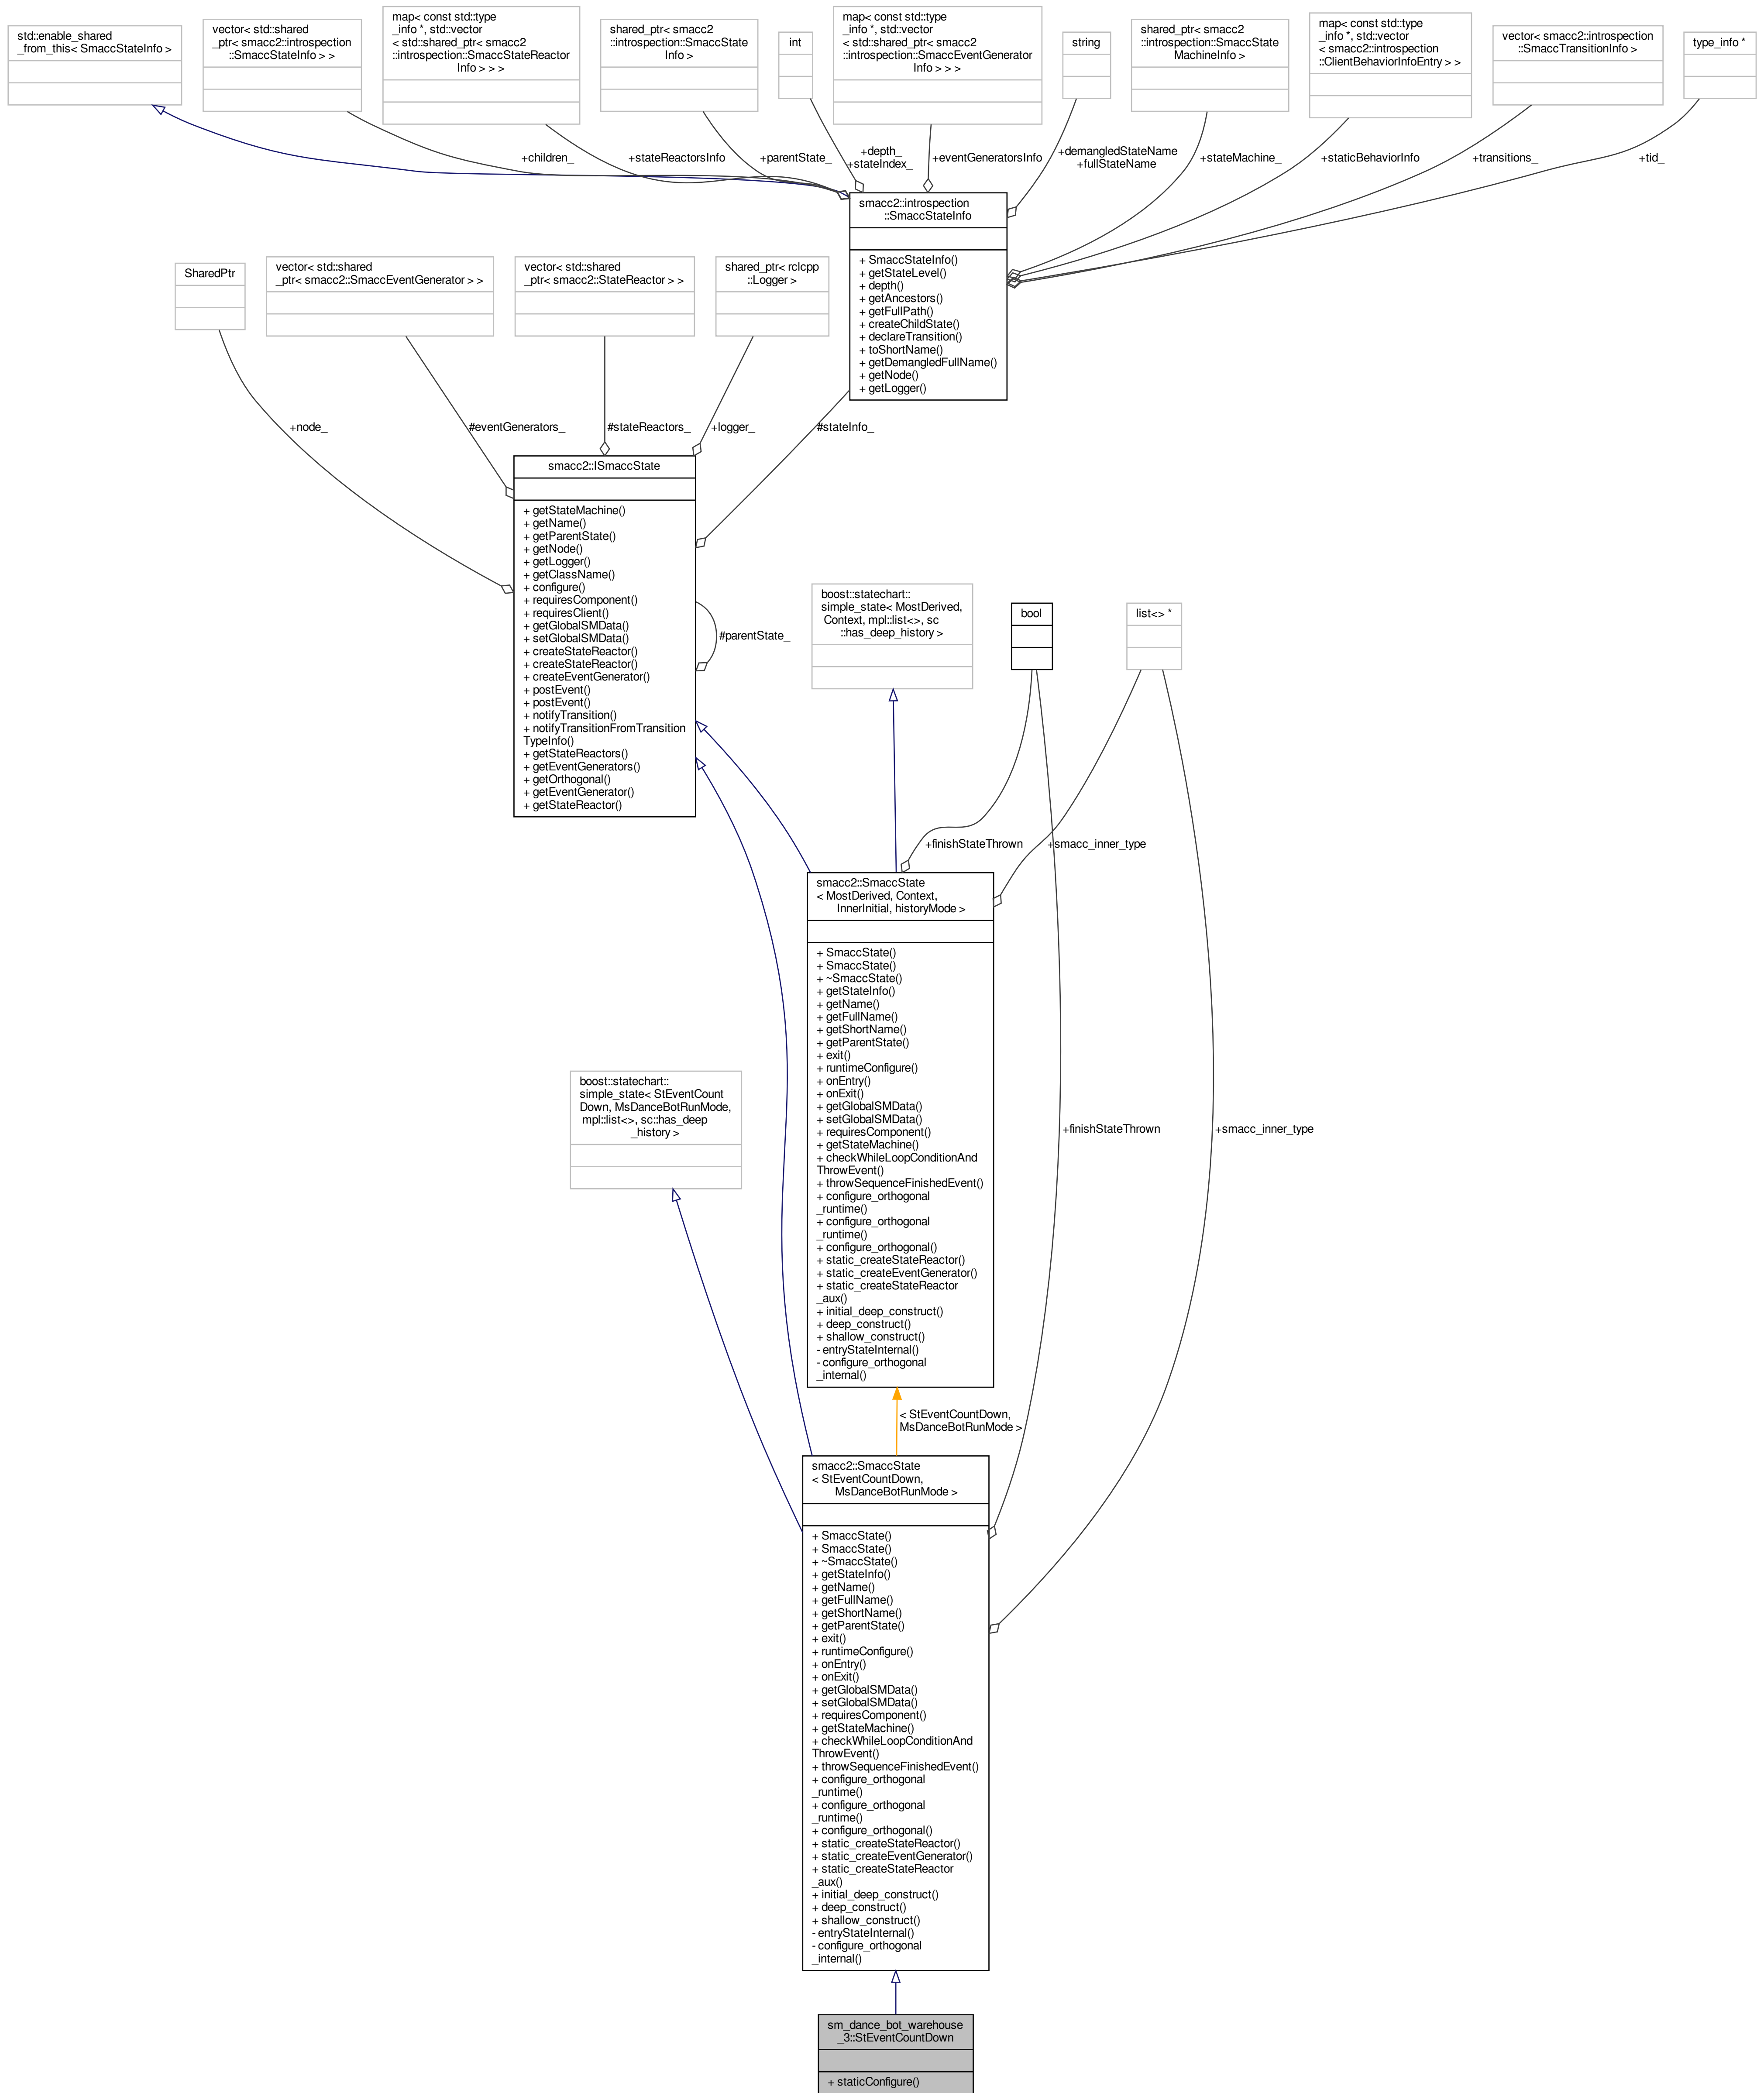 std::enable_shared
_from_this< SmaccStateInfo >
vector< std::shared
_ptr< smacc2::introspection
::SmaccStateInfo > >
map< const std::type
_info *, std::vector
< std::shared_ptr< smacc2
::introspection::SmaccStateReactor
Info > > >
shared_ptr< smacc2
::introspection::SmaccState
Info >
int
map< const std::type
_info *, std::vector
< std::shared_ptr< smacc2
::introspection::SmaccEventGenerator
Info > > >
string
shared_ptr< smacc2
::introspection::SmaccState
MachineInfo >
map< const std::type
_info *, std::vector
< smacc2::introspection
::ClientBehaviorInfoEntry > >
vector< smacc2::introspection
::SmaccTransitionInfo >
type_info *
+children_
+stateReactorsInfo
+parentState_
+depth_
+stateIndex_
+eventGeneratorsInfo
+demangledStateName
+fullStateName
+stateMachine_
+staticBehaviorInfo
+transitions_
+tid_
smacc2::introspection
::SmaccStateInfo
+ SmaccStateInfo()
+ getStateLevel()
+ depth()
+ getAncestors()
+ getFullPath()
+ createChildState()
+ declareTransition()
+ toShortName()
+ getDemangledFullName()
+ getNode()
+ getLogger()
SharedPtr
vector< std::shared
_ptr< smacc2::SmaccEventGenerator > >
vector< std::shared
_ptr< smacc2::StateReactor > >
shared_ptr< rclcpp
::Logger >
+node_
#eventGenerators_
#stateReactors_
+logger_
#stateInfo_
smacc2::ISmaccState
+ getStateMachine()
+ getName()
+ getParentState()
+ getNode()
+ getLogger()
+ getClassName()
+ configure()
+ requiresComponent()
+ requiresClient()
+ getGlobalSMData()
+ setGlobalSMData()
+ createStateReactor()
+ createStateReactor()
+ createEventGenerator()
+ postEvent()
+ postEvent()
+ notifyTransition()
+ notifyTransitionFromTransition
TypeInfo()
+ getStateReactors()
+ getEventGenerators()
+ getOrthogonal()
+ getEventGenerator()
+ getStateReactor()
#parentState_
boost::statechart::
simple_state< MostDerived,
Context, mpl::list<>, sc
::has_deep_history >
bool
list<> *
+finishStateThrown
+smacc_inner_type
smacc2::SmaccState
< MostDerived, Context,
InnerInitial, historyMode >
+ SmaccState()
+ SmaccState()
+ ~SmaccState()
+ getStateInfo()
+ getName()
+ getFullName()
+ getShortName()
+ getParentState()
+ exit()
+ runtimeConfigure()
+ onEntry()
+ onExit()
+ getGlobalSMData()
+ setGlobalSMData()
+ requiresComponent()
+ getStateMachine()
+ checkWhileLoopConditionAnd
ThrowEvent()
+ throwSequenceFinishedEvent()
+ configure_orthogonal
_runtime()
+ configure_orthogonal
_runtime()
+ configure_orthogonal()
+ static_createStateReactor()
+ static_createEventGenerator()
+ static_createStateReactor
_aux()
+ initial_deep_construct()
+ deep_construct()
+ shallow_construct()
- entryStateInternal()
- configure_orthogonal
_internal()
boost::statechart::
simple_state< StEventCount
Down, MsDanceBotRunMode,
mpl::list<>, sc::has_deep
_history >
+finishStateThrown
+smacc_inner_type
< StEventCountDown,
MsDanceBotRunMode >
smacc2::SmaccState
< StEventCountDown,
MsDanceBotRunMode >
+ SmaccState()
+ SmaccState()
+ ~SmaccState()
+ getStateInfo()
+ getName()
+ getFullName()
+ getShortName()
+ getParentState()
+ exit()
+ runtimeConfigure()
+ onEntry()
+ onExit()
+ getGlobalSMData()
+ setGlobalSMData()
+ requiresComponent()
+ getStateMachine()
+ checkWhileLoopConditionAnd
ThrowEvent()
+ throwSequenceFinishedEvent()
+ configure_orthogonal
_runtime()
+ configure_orthogonal
_runtime()
+ configure_orthogonal()
+ static_createStateReactor()
+ static_createEventGenerator()
+ static_createStateReactor
_aux()
+ initial_deep_construct()
+ deep_construct()
+ shallow_construct()
- entryStateInternal()
- configure_orthogonal
_internal()
sm_dance_bot_warehouse
_3::StEventCountDown
+ staticConfigure()